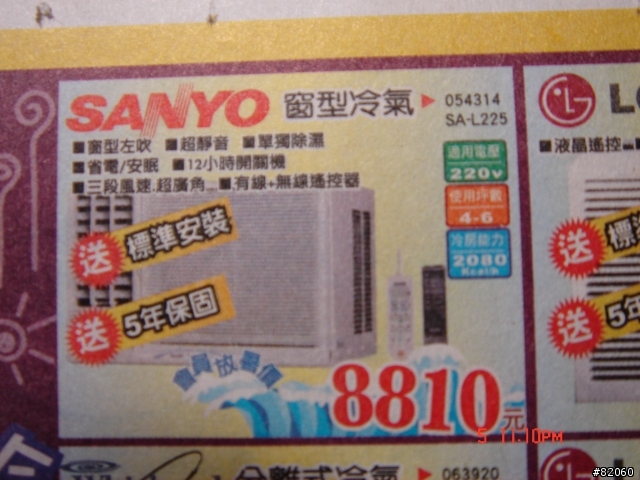 SANYO 窗型冷氣 ▶ 054314
SA-L225
■窗型左吹 ■超靜音 ■單獨除濕
■省電/安眠 ■12小時開關機
■三段風速.超廣角 ■有線+無線遙控器
適用電壓
220v
使用坪數
4-6
冷房能力
2080
Kcal/h
送 標準安裝
送 5年保固
會員放暑價
8810元
LG
■液晶遙控
送 標準
送 5年
分離式冷氣 ▶ 063920
5 11:10PM
#82060